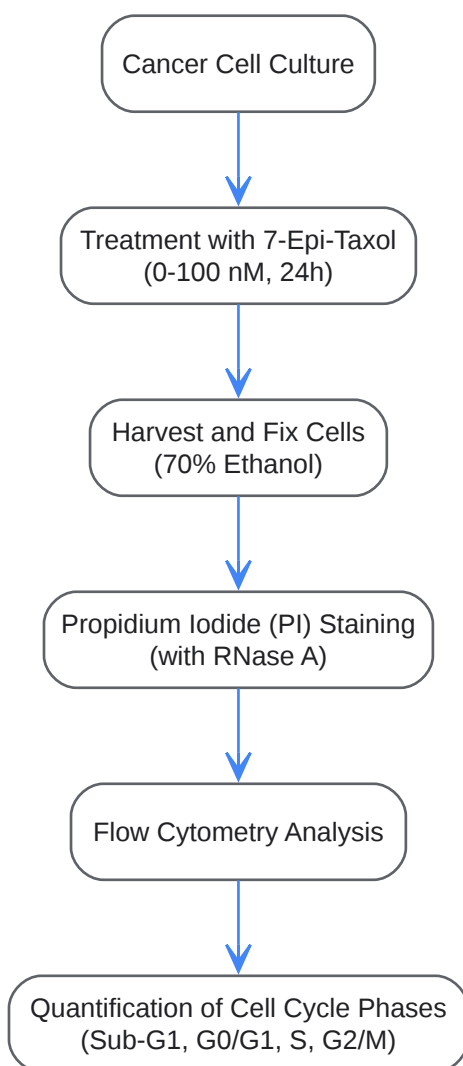 Cancer Cell Culture
Treatment with 7-Epi-Taxol
(0-100 nM, 24h)
Harvest and Fix Cells
(70% Ethanol)
Propidium Iodide (PI) Staining
(with RNase A)
Flow Cytometry Analysis
Quantification of Cell Cycle Phases
(Sub-G1, G0/G1, S, G2/M)